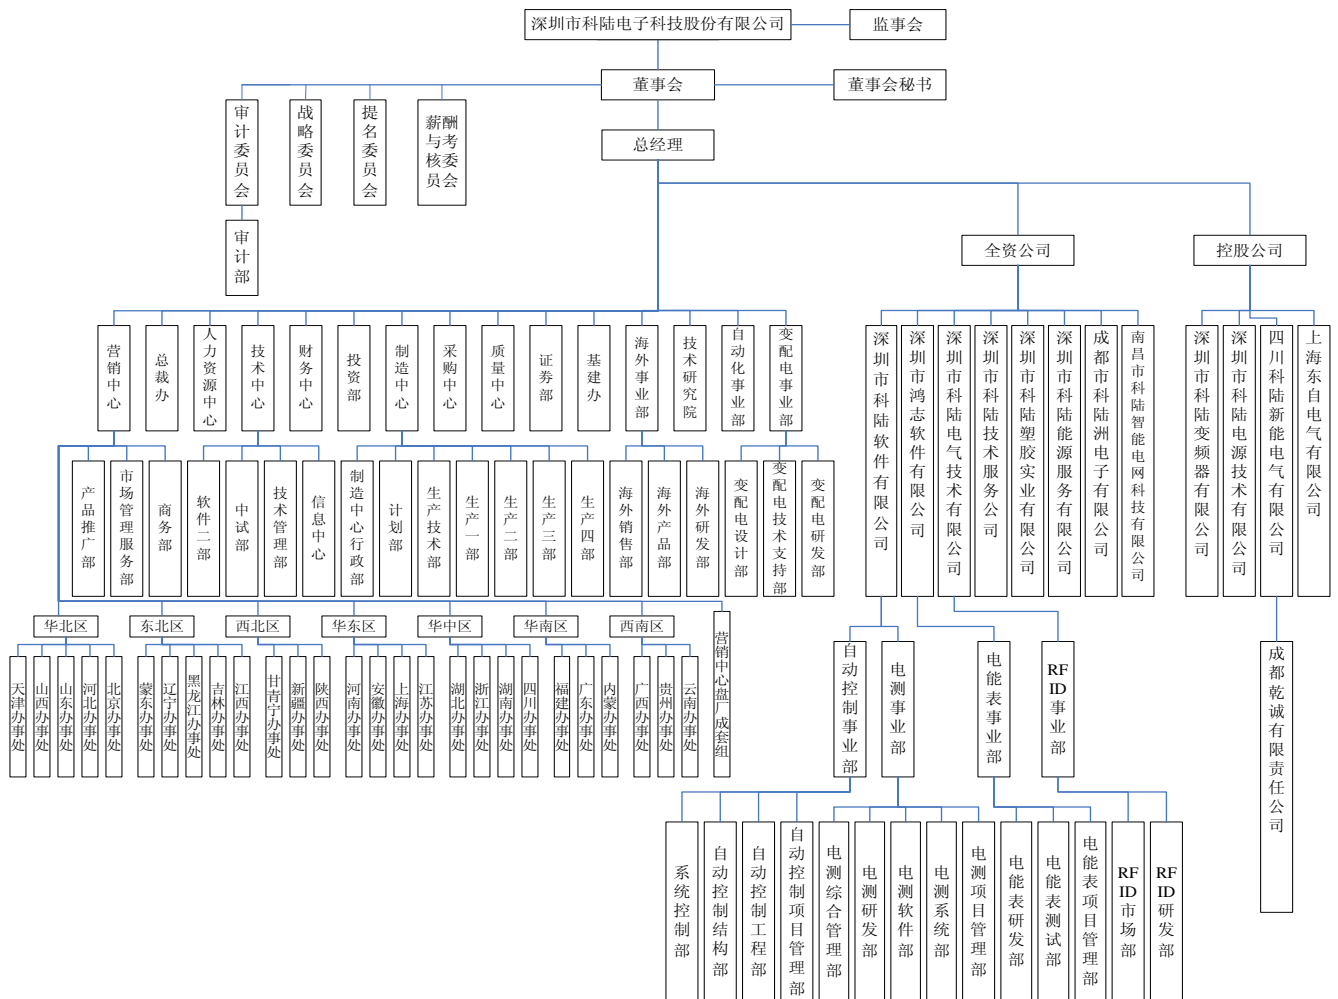 深圳市科陆电子科技股份有限公司
监事会
董事会
董事会秘书
审计委员会
战略委员会
提名委员会
薪酬与考核委员会
总经理
审计部
全资公司
控股公司
营销中心
总裁办
人力资源中心
技术中心
财务中心
投资部
制造中心
采购中心
质量中心
证券部
基建办
海外事业部
技术研究院
自动化事业部
变配电事业部
深圳市科陆软件有限公司
深圳市鸿志软件有限公司
深圳市科陆电气技术有限公司
深圳市科陆技术服务公司
深圳市科陆塑胶实业有限公司
深圳市科陆能源服务有限公司
成都市科陆洲电子有限公司
南昌市科陆智能电网科技有限公司
深圳市科陆变频器有限公司
深圳市科陆电源技术有限公司
四川科陆新能电气有限公司
上海东自电气有限公司
产品推广部
市场管理服务部
商务部
软件二部
中试部
技术管理部
信息中心
制造中心行政部
计划部
生产技术部
生产一部
生产二部
生产三部
生产四部
海外销售部
海外产品部
海外研发部
变配电设计部
变配电技术支持部
变配电研发部
华北区
东北区
西北区
华东区
华中区
华南区
西南区
营销中心盘厂成套组
天津办事处
山西办事处
山东办事处
河北办事处
北京办事处
蒙东办事处
辽宁办事处
黑龙江办事处
吉林办事处
江西办事处
甘青宁办事处
新疆办事处
陕西办事处
河南办事处
安徽办事处
上海办事处
江苏办事处
湖北办事处
浙江办事处
湖南办事处
四川办事处
福建办事处
广东办事处
内蒙办事处
广西办事处
贵州办事处
云南办事处
自动控制事业部
电测事业部
电能表事业部
RFID事业部
成都乾诚有限责任公司
系统控制部
自动控制结构部
自动控制工程部
自动控制项目管理部
电测综合管理部
电测研发部
电测软件部
电测系统部
电测项目管理部
电能表研发部
电能表测试部
电能表项目管理部
RFID市场部
RFID研发部